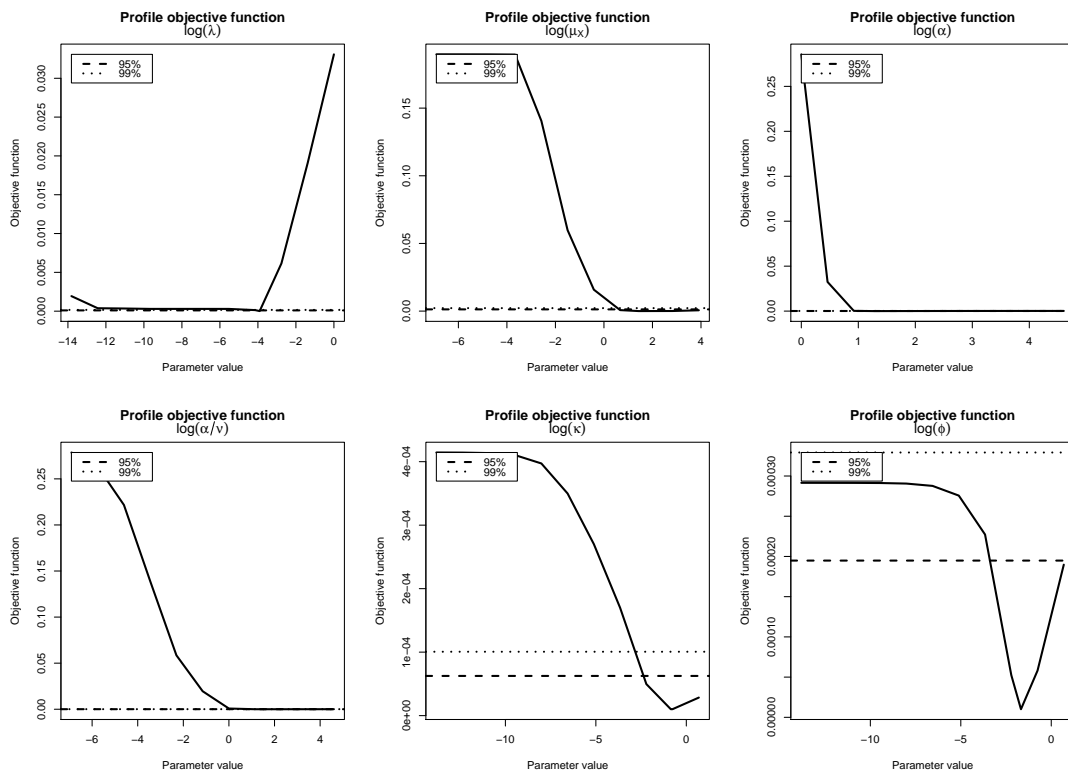 Profile objective function
log(λ)
95%
99%
Objective function
0.000
0.005
0.010
0.015
0.020
0.025
0.030
−14
−12
−10
−8
−6
−4
−2
0
Parameter value
Profile objective function
log(μX)
95%
99%
Objective function
0.00
0.05
0.10
0.15
−6
−4
−2
0
2
4
Parameter value
Profile objective function
log(α)
95%
99%
Objective function
0.00
0.05
0.10
0.15
0.20
0.25
0
1
2
3
4
Parameter value
Profile objective function
log(α/ν)
95%
99%
Objective function
0.00
0.05
0.10
0.15
0.20
0.25
−6
−4
−2
0
2
4
Parameter value
Profile objective function
log(κ)
95%
99%
Objective function
0e+00
1e−04
2e−04
3e−04
4e−04
−10
−5
0
Parameter value
Profile objective function
log(ϕ)
95%
99%
Objective function
0.00000
0.00010
0.00020
0.00030
−10
−5
0
Parameter value